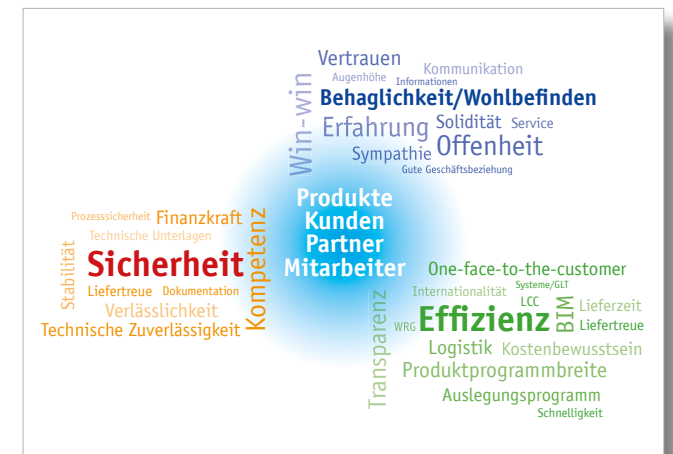 Vertrauen
Kommunikation
Augenhöhe
Informationen
Win-win
Behaglichkeit/Wohlbefinden
Erfahrung
Solidität
Service
Sympathie
Offenheit
Gute Geschäftsbeziehung
Produkte
Kunden
Partner
Mitarbeiter
Prozesssicherheit
Finanzkraft
Technische Unterlagen
Stabilität
Sicherheit
Kompetenz
Liefertreue
Dokumentation
Verlässlichkeit
Technische Zuverlässigkeit
One-face-to-the-customer
Systeme/GLT
Internationalität
LCC
Transparenz
WRG
Effizienz
BIM
Lieferzeit
Liefertreue
Logistik
Kostenbewusstsein
Produktprogrammbreite
Auslegungsprogramm
Schnelligkeit